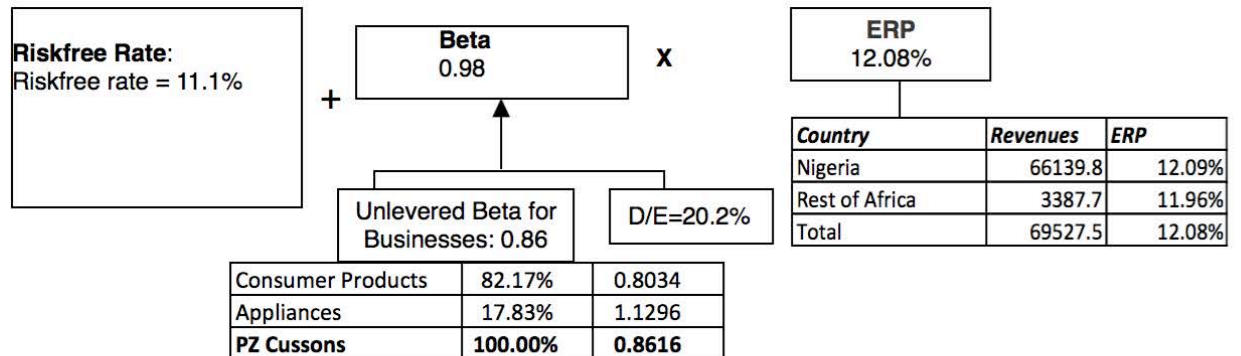 Riskfree Rate:
Riskfree rate = 11.1%
+
Beta
0.98
X
ERP
12.08%
Country Revenues ERP
Nigeria 66139.8 12.09%
Rest of Africa 3387.7 11.96%
Total 69527.5 12.08%
Unlevered Beta for
Businesses: 0.86
D/E=20.2%
Consumer Products 82.17% 0.8034
Appliances 17.83% 1.1296
PZ Cussons 100.00% 0.8616